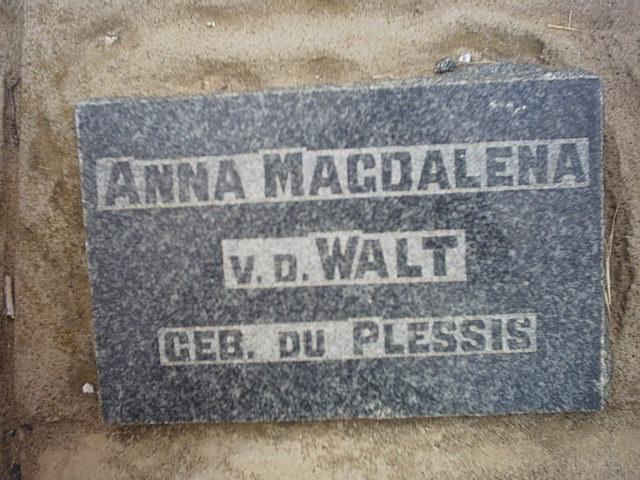 ANNA MAGDALENA
V. D. WALT
GEB. DU PLESSIS